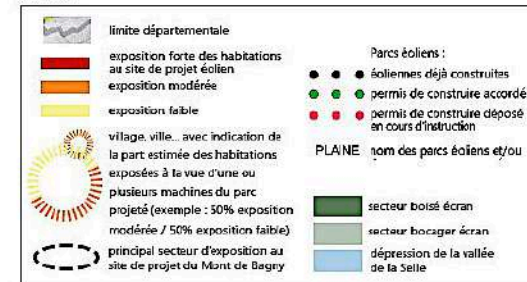 limite départementale
exposition forte des habitations
au site de projet éolien
exposition modérée
exposition faible
village, ville... avec indication de
la part estimée des habitations
exposées à la vue d'une ou
plusieurs machines du parc
projeté (exemple : 50% exposition
modérée / 50% exposition faible)
principal secteur d'exposition au
site de projet du Mont de Bagny
Parcs éoliens :
éoliennes déjà construites
permis de construire accordé
permis de construire déposé
en cours d'instruction
PLAINE nom des parcs éoliens et/ou
secteur boisé écran
secteur bocager écran
dépression de la vallée
de la Selle